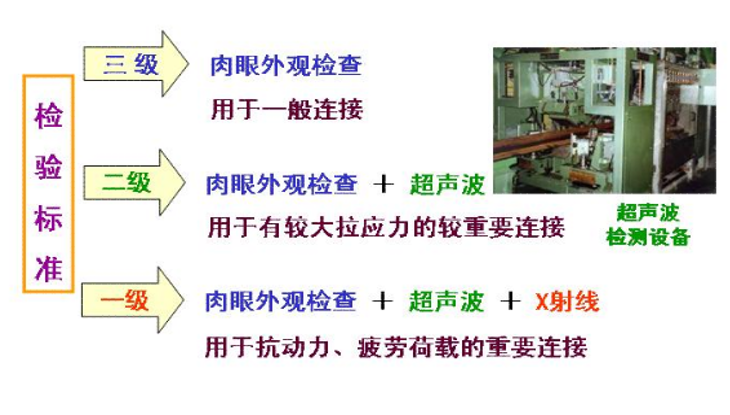 检验标准
三级
肉眼外观检查
用于一般连接
二级
肉眼外观检查 + 超声波
用于有较大拉应力的较重要连接
超声波
检测设备
一级
肉眼外观检查 + 超声波 + X射线
用于抗动力、疲劳荷载的重要连接